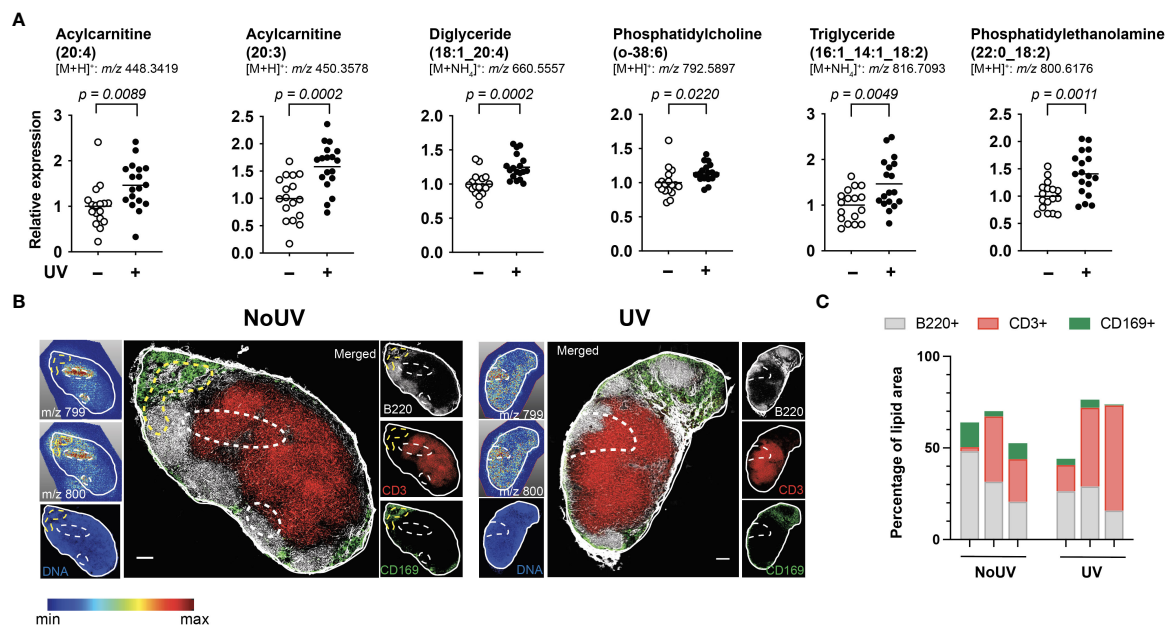 A
Acylcarnitine
(20:4)
[M+H]⁺: m/z 448.3419
p = 0.0089
Acylcarnitine
(20:3)
[M+H]⁺: m/z 450.3578
p = 0.0002
Diglyceride
(18:1_20:4)
[M+NH₄]⁺: m/z 660.5557
p = 0.0002
Phosphatidylcholine
(o-38:6)
[M+H]⁺: m/z 792.5897
p = 0.0220
Triglyceride
(16:1_14:1_18:2)
[M+NH₄]⁺: m/z 816.7093
p = 0.0049
Phosphatidylethanolamine
(22:0_18:2)
[M+H]⁺: m/z 800.6176
p = 0.0011
Relative expression
3
2
1
0
2.5
2.0
1.5
1.0
0.5
0.0
2.0
1.5
1.0
0.5
0.0
2.0
1.5
1.0
0.5
0.0
3
2
1
0
2.5
2.0
1.5
1.0
0.5
0.0
UV − + − + − + − + − + − +
B
NoUV
UV
m/z 799
m/z 800
DNA
Merged
B220
CD3
CD169
m/z 799
m/z 800
DNA
Merged
B220
CD3
CD169
min max
C
B220+ CD3+ CD169+
Percentage of lipid area
100
50
0
NoUV UV